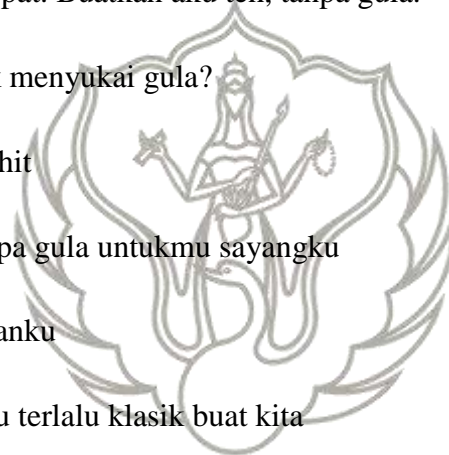 pat. Buatkan aku teh, tanpa gula.
menyukai gula?
hit
pa gula untukmu sayangku
anku
u terlalu klasik buat kita